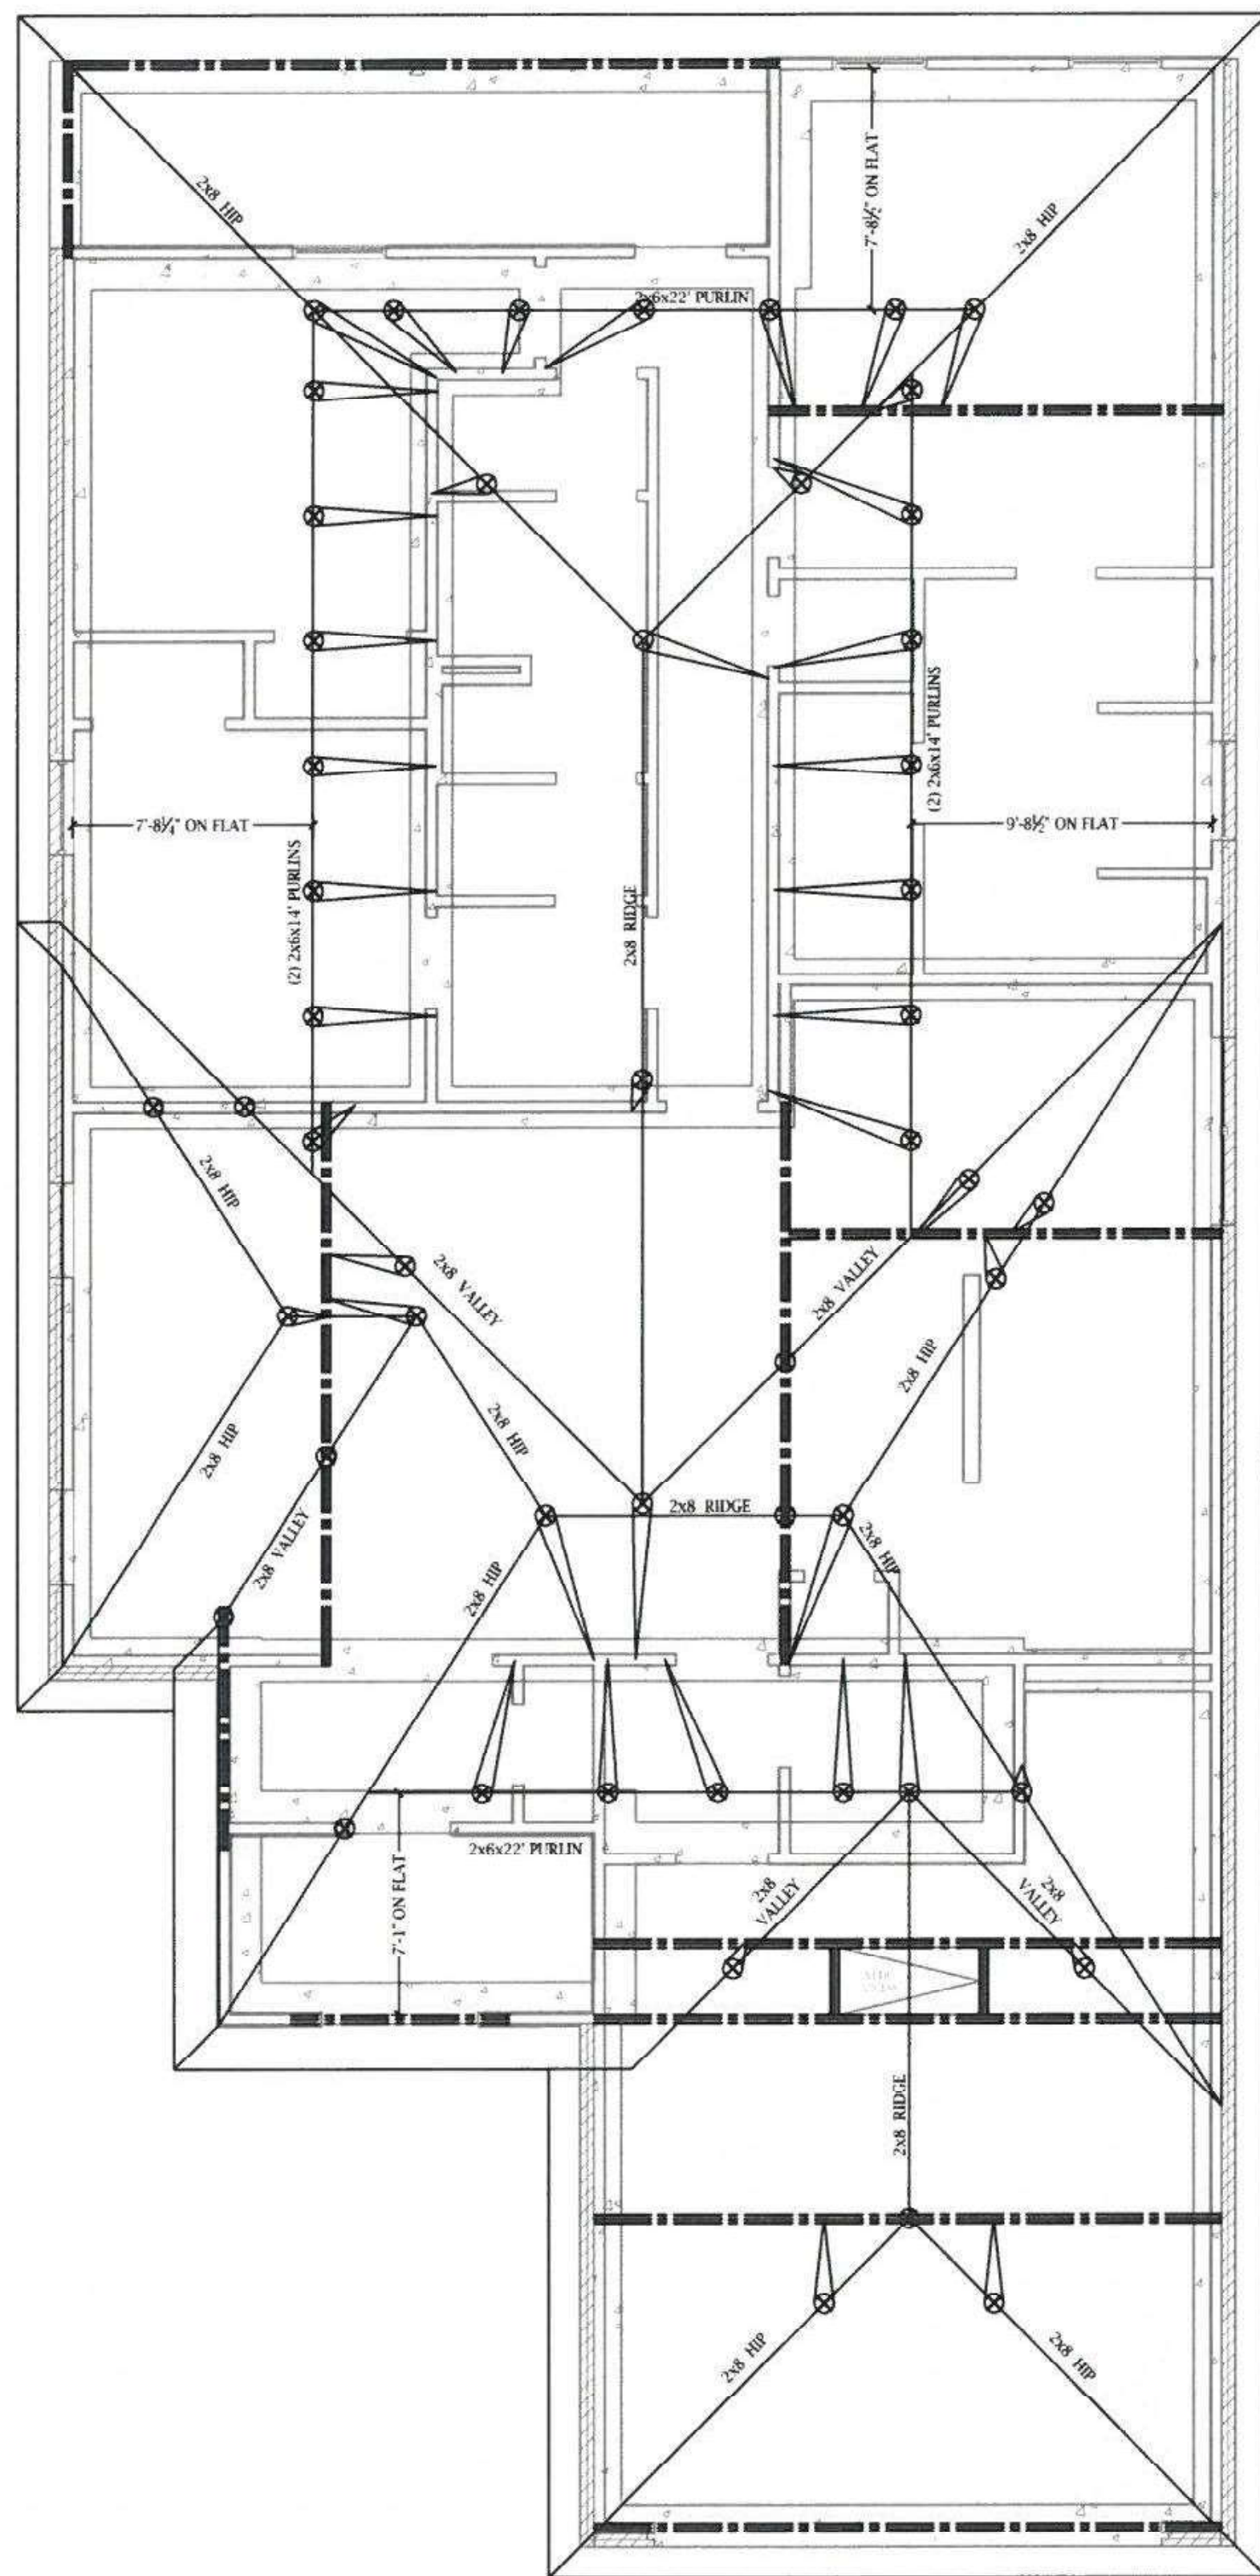 2x8 HIP
7'-8½" ON FLAT
2x8 HIP
2x6x22' PURLIN
(2) 2x6x14' PURLINS
7'-8¼" ON FLAT
9'-8½" ON FLAT
(2) 2x6x14' PURLINS
2x8 RIDGE
2x8 HIP
2x8 VALLEY
2x8 VALLEY
2x8 HIP
2x8 HIP
2x8 HIP
2x8 RIDGE
2x8 HIP
2x8 VALLEY
2x8 HIP
2x6x22' PURLIN
7'-1" ON FLAT
2x8
VALLEY
2x8
VALLEY
2x8 RIDGE
2x8 HIP
2x8 HIP